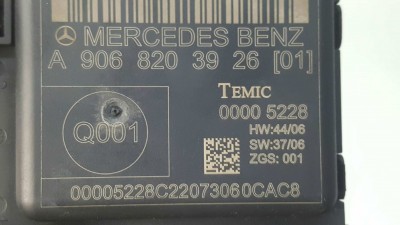 MERCEDES BENZ
A 906 820 39 26 [01]
TEMIC
0000 5228
Q001
HW:44/06
SW:37/06
ZGS: 001
00005228C22073060CAC8